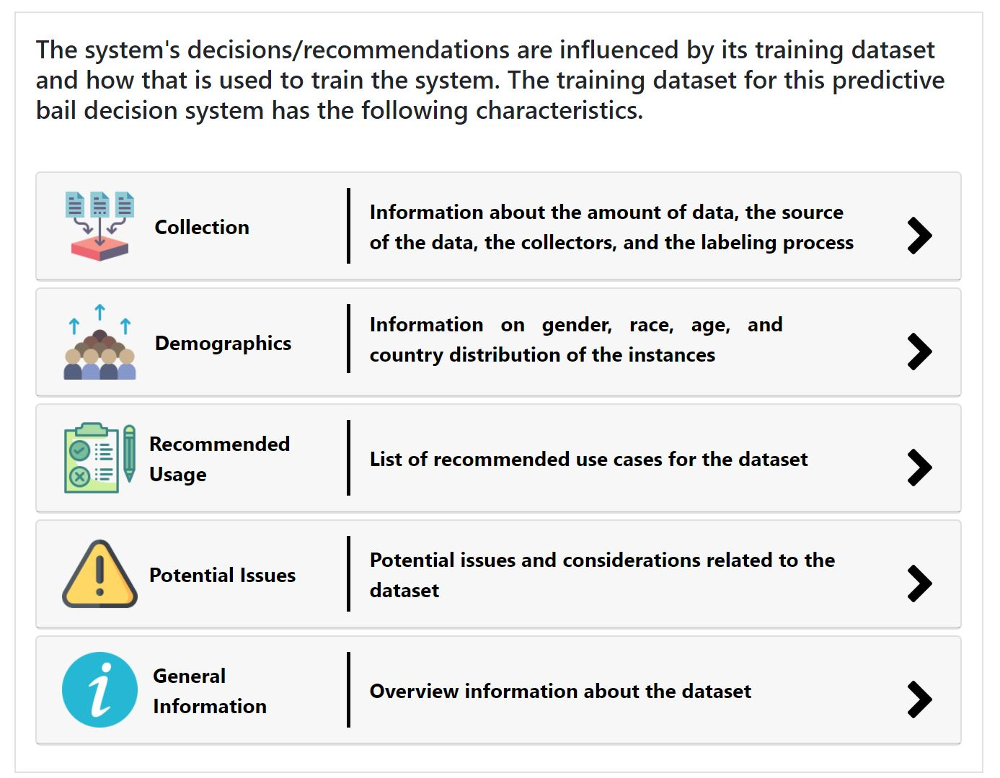 The system's decisions/recommendations are influenced by its training dataset
and how that is used to train the system. The training dataset for this predictive
bail decision system has the following characteristics.
Collection
Information about the amount of data, the source
of the data, the collectors, and the labeling process
Demographics
Information on gender, race, age, and
country distribution of the instances
Recommended
Usage
List of recommended use cases for the dataset
Potential Issues
Potential issues and considerations related to the
dataset
General
Information
Overview information about the dataset